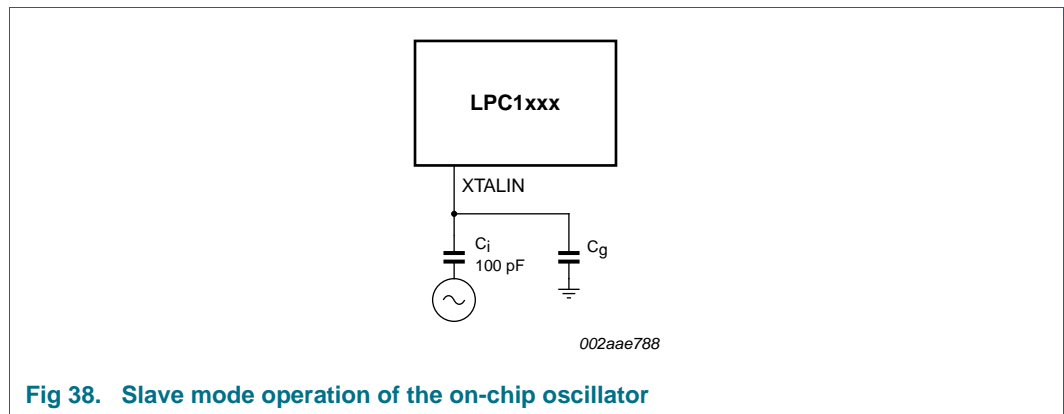 LPC1xxx
XTALIN
Ci
100 pF
Cg
002aae788
Fig 38. Slave mode operation of the on-chip oscillator